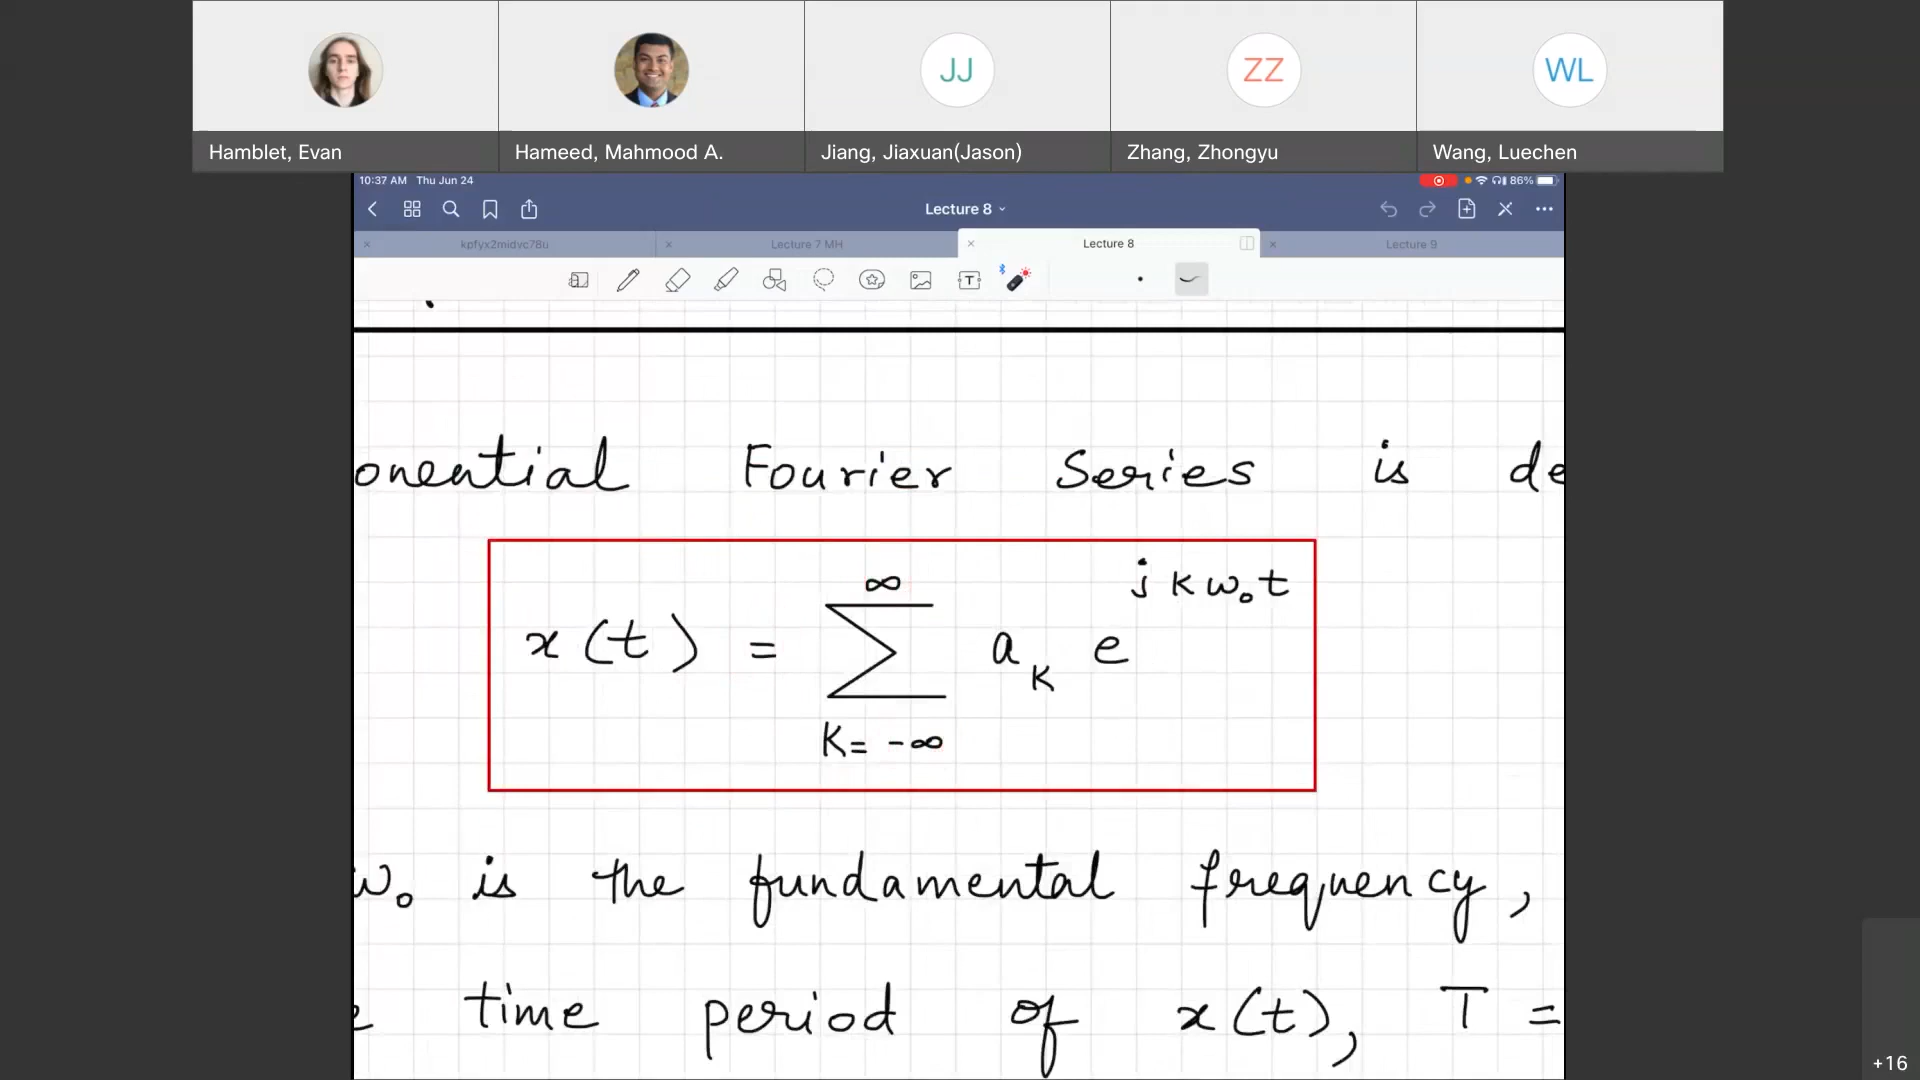 JJ ZZ WL
Hamblet, Evan Hameed, Mahmood A. Jiang, Jiaxuan(Jason) Zhang, Zhongyu Wang, Luechen
10:37 AM Thu Jun 24 86%
Lecture 8
kpfyx2midvc78u Lecture 7 MH Lecture 8 Lecture 9
onential Fourier Series is de
x(t) = ∑ a_K e^{jKω₀t}
∞
K = -∞
ω₀ is the fundamental frequency,
e time period of x(t), T =
+16